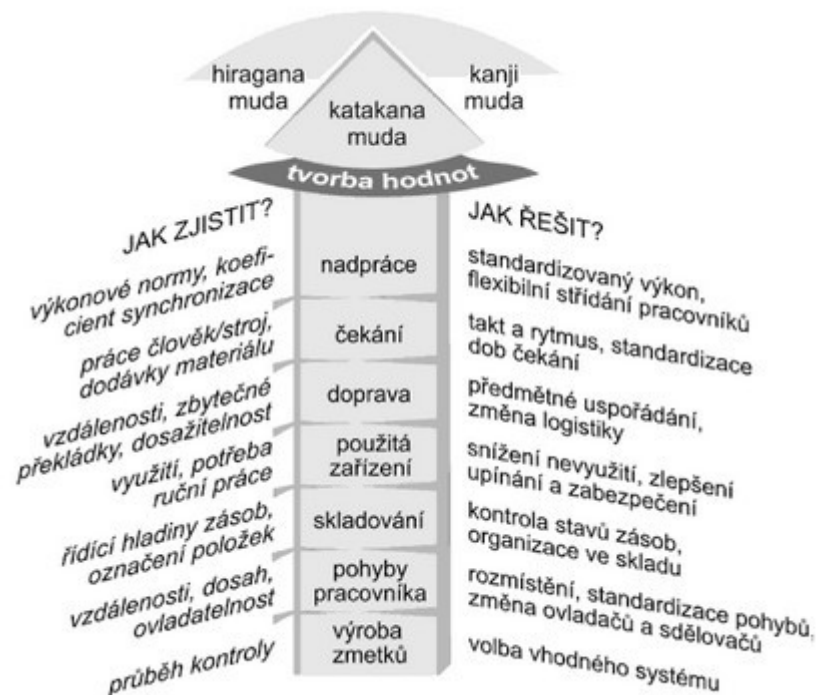 hiragana
muda
kanji
muda
katakana
muda
tvorba hodnot
JAK ZJISTIT?
JAK ŘEŠIT?
výkonové normy, koefi-
cient synchronizace
nadpráce
standardizovaný výkon,
flexibilní střídání pracovníků
práce člověk/stroj,
dodávky materiálu
čekání
takt a rytmus, standardizace
dob čekání
vzdálenosti, zbytečné
překládky, dosažitelnost
doprava
předmětné uspořádání,
změna logistiky
využití, potřeba
ruční práce
použitá
zařízení
snížení nevyužití, zlepšení
upínání a zabezpečení
řídící hladiny zásob,
označení položek
skladování
kontrola stavů zásob,
organizace ve skladu
vzdálenosti, dosah,
ovladatelnost
pohyby
pracovníka
rozmístění, standardizace pohybů,
změna ovladačů a sdělovačů
průběh kontroly
výroba
zmetků
volba vhodného systému